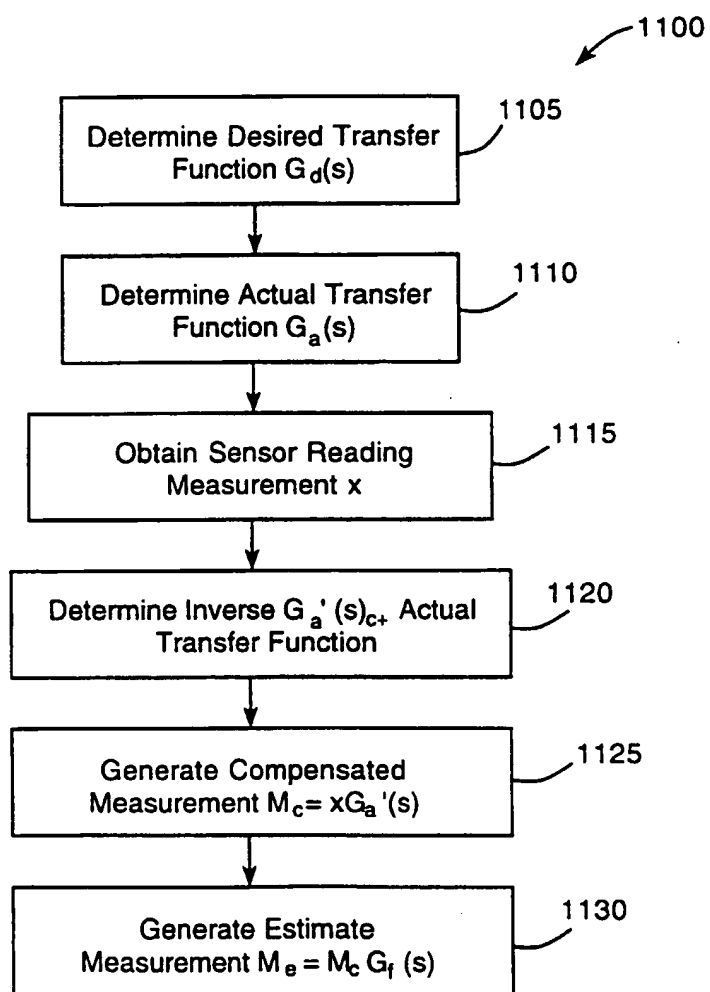 1100
1105
Determine Desired Transfer
Function G_d(s)
1110
Determine Actual Transfer
Function G_a(s)
1115
Obtain Sensor Reading
Measurement x
1120
Determine Inverse G_a'(s)_c+ Actual
Transfer Function
1125
Generate Compensated
Measurement M_c = xG_a'(s)
1130
Generate Estimate
Measurement M_e = M_c G_f (s)